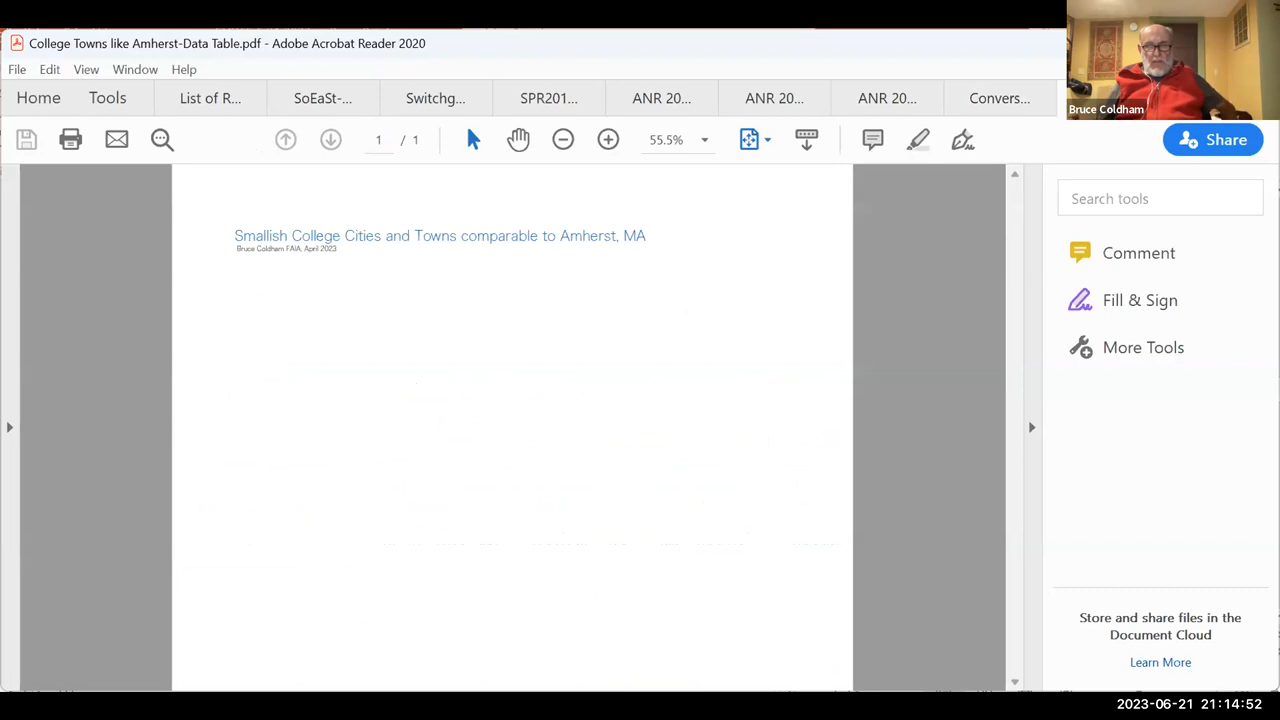 College Towns like Amherst-Data Table.pdf - Adobe Acrobat Reader 2020
File Edit View Window Help
Home Tools List of R... SoEaSt-... Switchg... SPR201... ANR 20... ANR 20... ANR 20... Convers...
Bruce Coldham
1 / 1 55.5% Share
Smallish College Cities and Towns comparable to Amherst, MA
Bruce Coldham FAIA, April 2023
Search tools
Comment
Fill & Sign
More Tools
Store and share files in the
Document Cloud
Learn More
2023-06-21 21:14:52